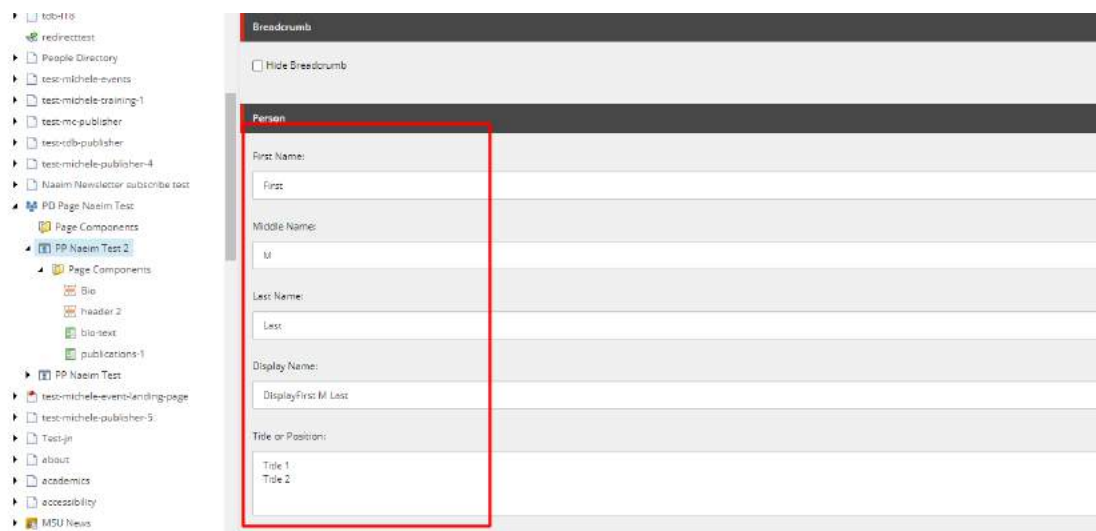 tdb-f18
redirecttest
People Directory
test-michele-events
test-michele-training-1
test-mc-publisher
test-tdb-publisher
test-michele-publisher-4
Naeim Newsletter subscribe test
PD Page Naeim Test
Page Components
PP Naeim Test 2
Page Components
Bio
header 2
bio-text
publications-1
PP Naeim Test
test-michele-event-landing-page
test-michele-publisher-5
Test-jn
about
academics
accessibility
MSU News
Breadcrumb
Hide Breadcrumb
Person
First Name:
First
Middle Name:
M
Last Name:
Last
Display Name:
DisplayFirst M Last
Title or Position:
Title 1
Title 2